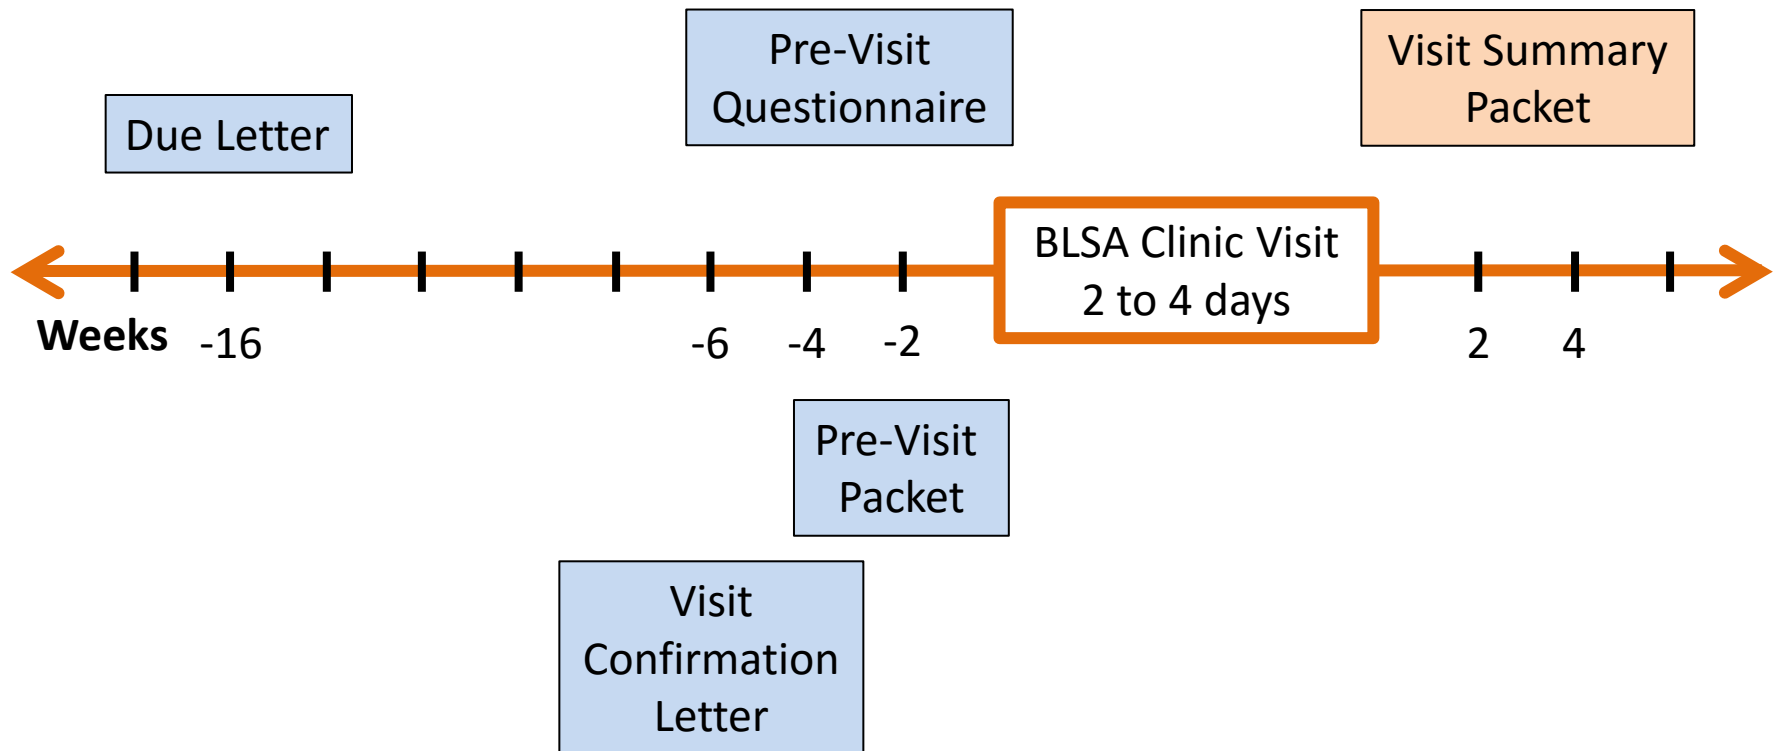 Pre-Visit
Questionnaire
Visit Summary
Packet
Due Letter
BLSA Clinic Visit
2 to 4 days
Weeks -16 -6 -4 -2 2 4
Pre-Visit
Packet
Visit
Confirmation
Letter